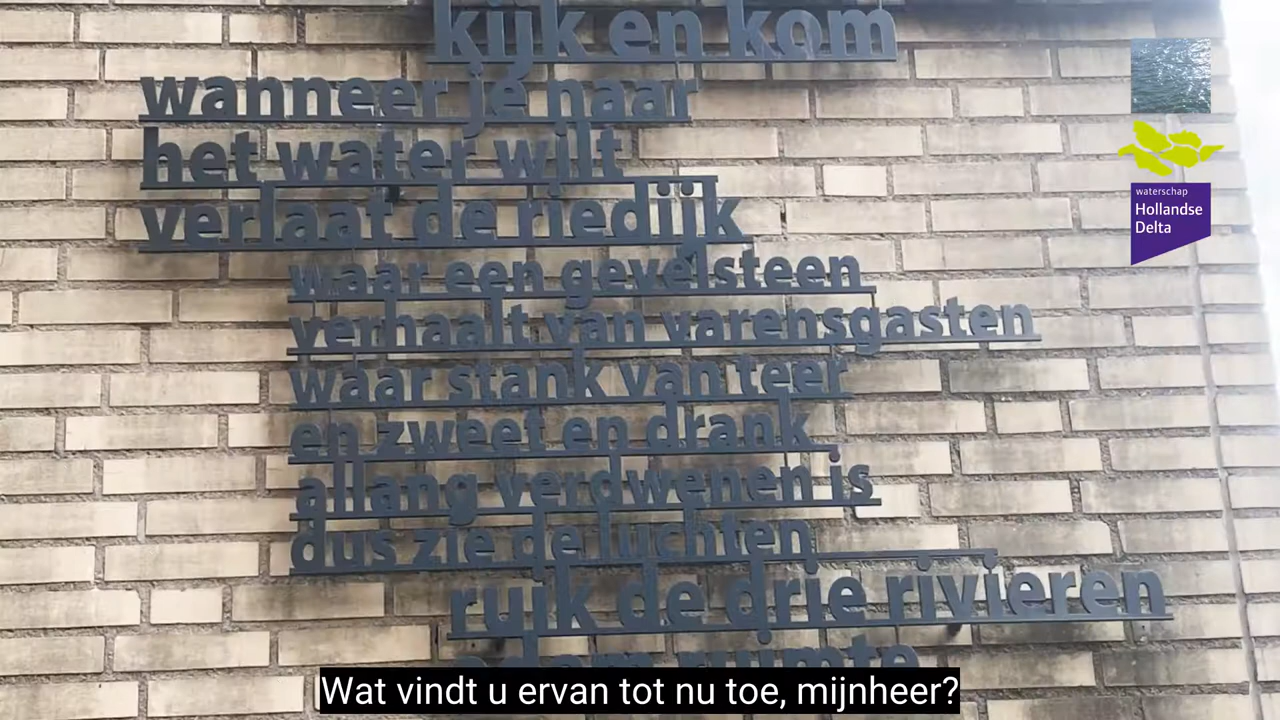 kijk en kom
wanneer je naar
het water wilt
verlaat de riedijk
waar een gevelsteen
verhaalt van varensgasten
waar stank van teer
en zweet en drank
allang verdwenen is
dus zie de luchten
ruik de drie rivieren
adem ruimte
waterschap
Hollandse
Delta
Wat vindt u ervan tot nu toe, mijnheer?